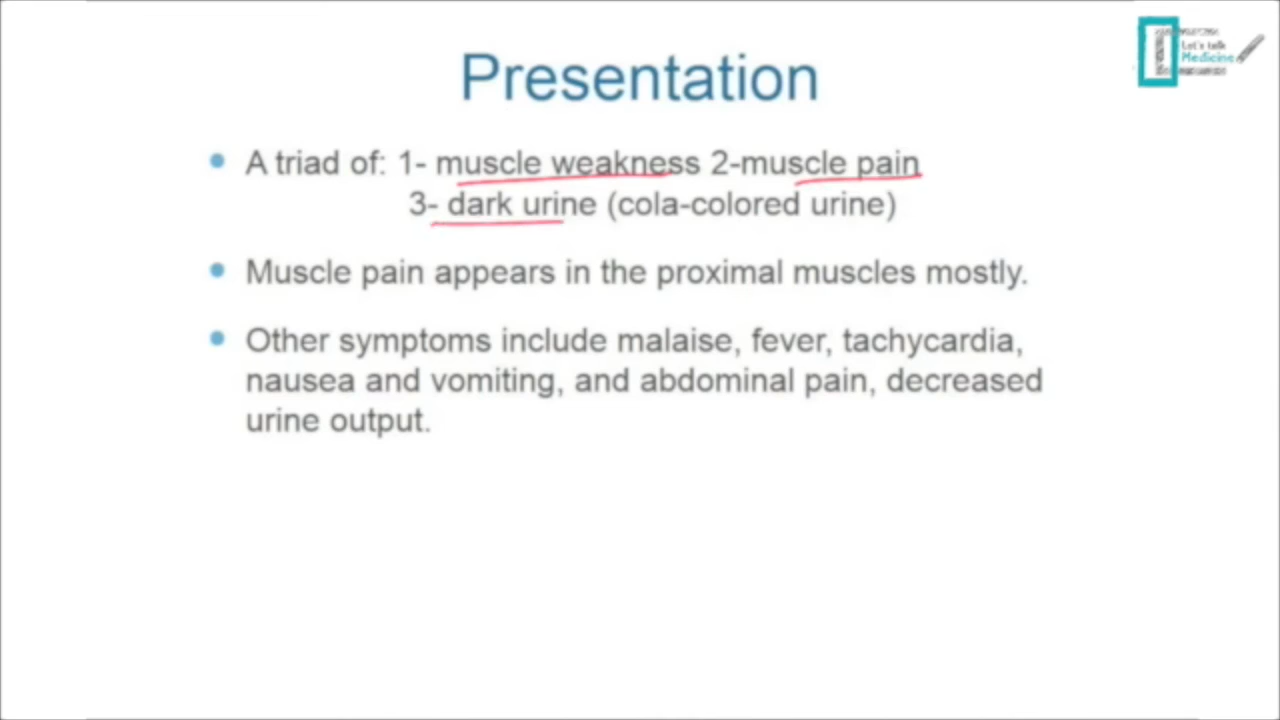 Presentation
Let's talk
Medicine
A triad of: 1- muscle weakness 2-muscle pain
3- dark urine (cola-colored urine)
Muscle pain appears in the proximal muscles mostly.
Other symptoms include malaise, fever, tachycardia,
nausea and vomiting, and abdominal pain, decreased
urine output.